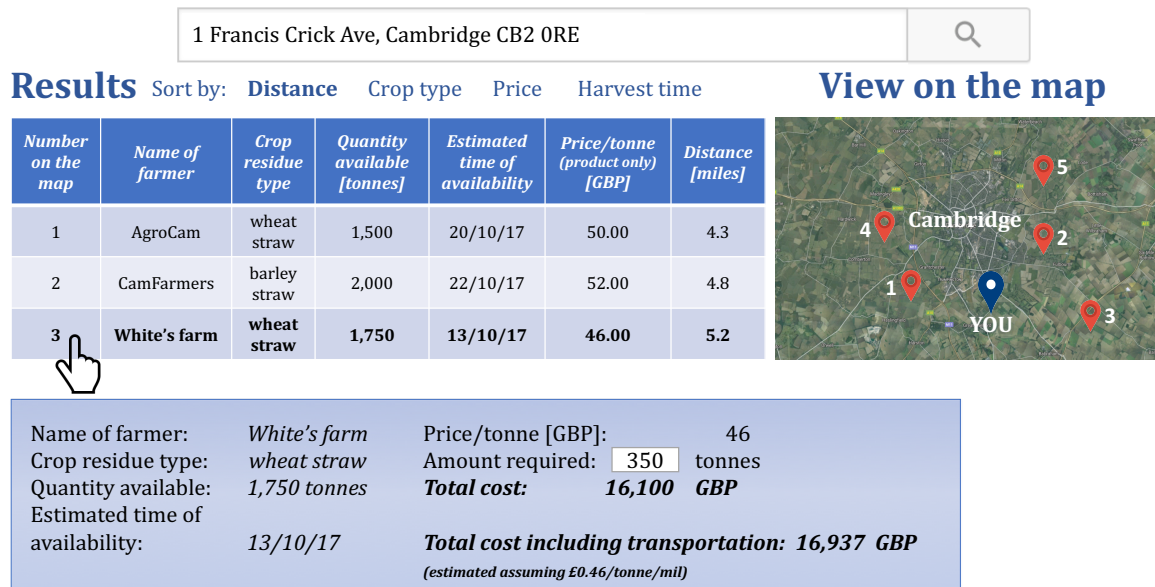 1 Francis Crick Ave, Cambridge CB2 0RE
Results Sort by: Distance Crop type Price Harvest time
View on the map
Number on the map Name of farmer Crop residue type Quantity available [tonnes] Estimated time of availability Price/tonne (product only) [GBP] Distance [miles]
1 AgroCam wheat straw 1,500 20/10/17 50.00 4.3
2 CamFarmers barley straw 2,000 22/10/17 52.00 4.8
3 White's farm wheat straw 1,750 13/10/17 46.00 5.2
5
Cambridge
4
2
1
YOU
3
Name of farmer: White's farm Price/tonne [GBP]: 46
Crop residue type: wheat straw Amount required: 350 tonnes
Quantity available: 1,750 tonnes Total cost: 16,100 GBP
Estimated time of
availability: 13/10/17 Total cost including transportation: 16,937 GBP
(estimated assuming £0.46/tonne/mil)